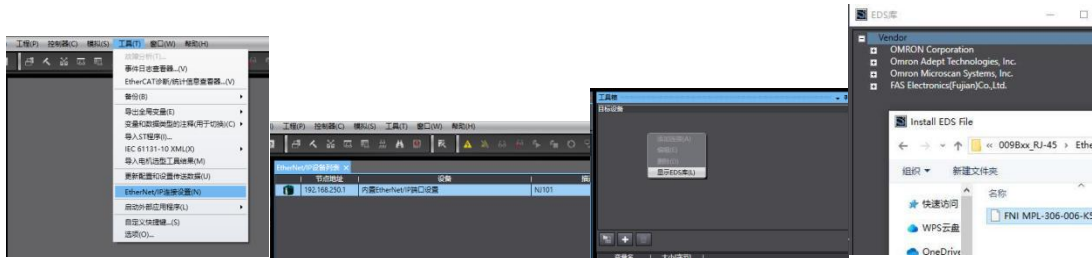 工程(P) 控制器(C) 模拟(S) 工具(T) 窗口(W) 帮助(H)
故障分析(T)...
事件日志查看器...(V)
EtherCAT诊断/统计信息查看器...(V)
备份(B)
导出全局变量(E)
变量和数据类型的注释(用于切换)(C)
导入ST程序(I)...
IEC 61131-10 XML(X)
导入电机选型工具结果(M)
更新配置和设置传送数据(U)
EtherNet/IP连接设置(N)
启动外部应用程序(L)
自定义快捷键...(S)
选项(O)...
工程(P) 控制器(C) 模拟(S) 工具(T) 窗口(W) 帮助(H)
EtherNet/IP设备列表
节点地址 设备
192.168.250.1 内置EtherNet/IP端口设置 NJ101
工具箱
目标设备
显示EDS库(L)
EDS库
Vendor
OMRON Corporation
Omron Adept Technologies, Inc.
Omron Microscan Systems, Inc.
FAS Electronics(Fujian)Co.,Ltd.
Install EDS File
« 009Bxx_RJ-45 › Ethe
组织 新建文件夹
名称
快速访问
FNI MPL-306-006-K5
WPS云盘
OneDrive